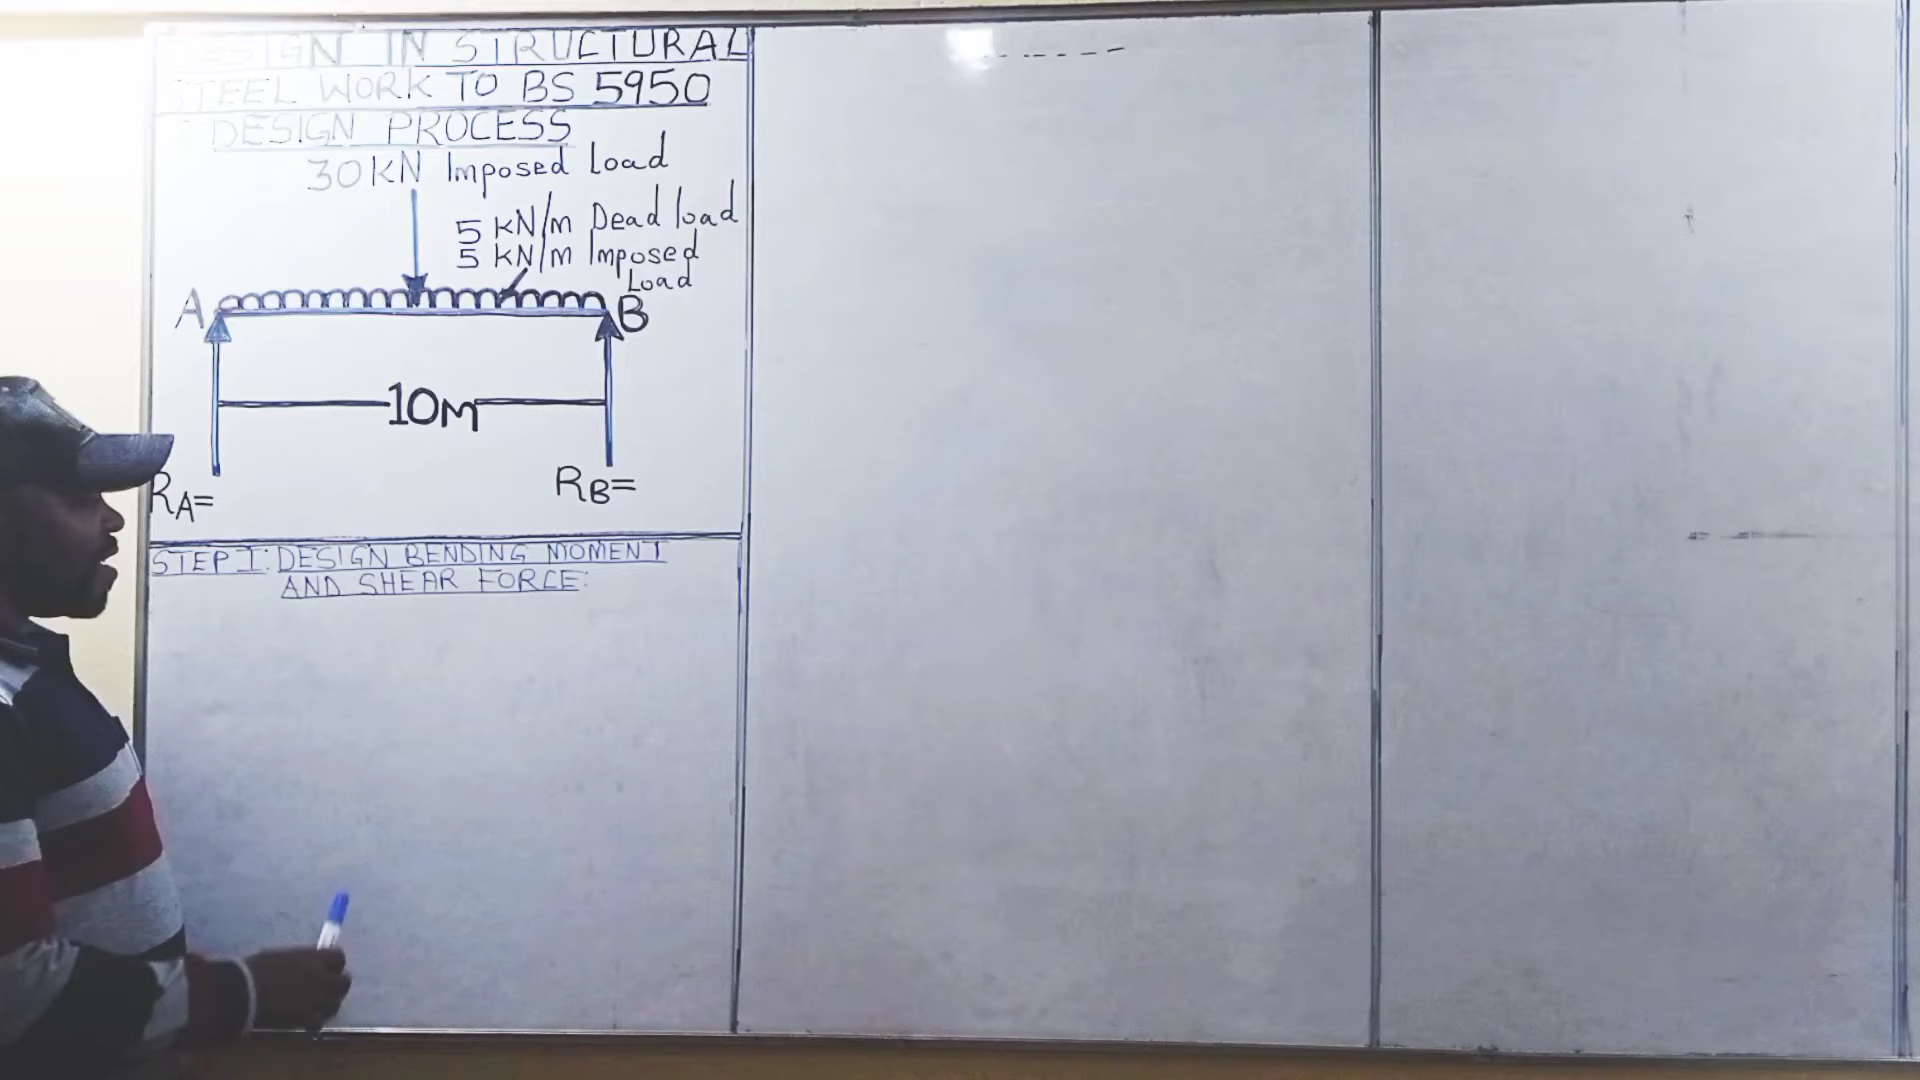 DESIGN IN STRUCTURAL
STEEL WORK TO BS 5950
DESIGN PROCESS
30KN Imposed Load
5 kN/m Dead load
5 kN/m Imposed
Load
A
B
10M
RA=
RB=
STEP I: DESIGN BENDING MOMENT
AND SHEAR FORCE: